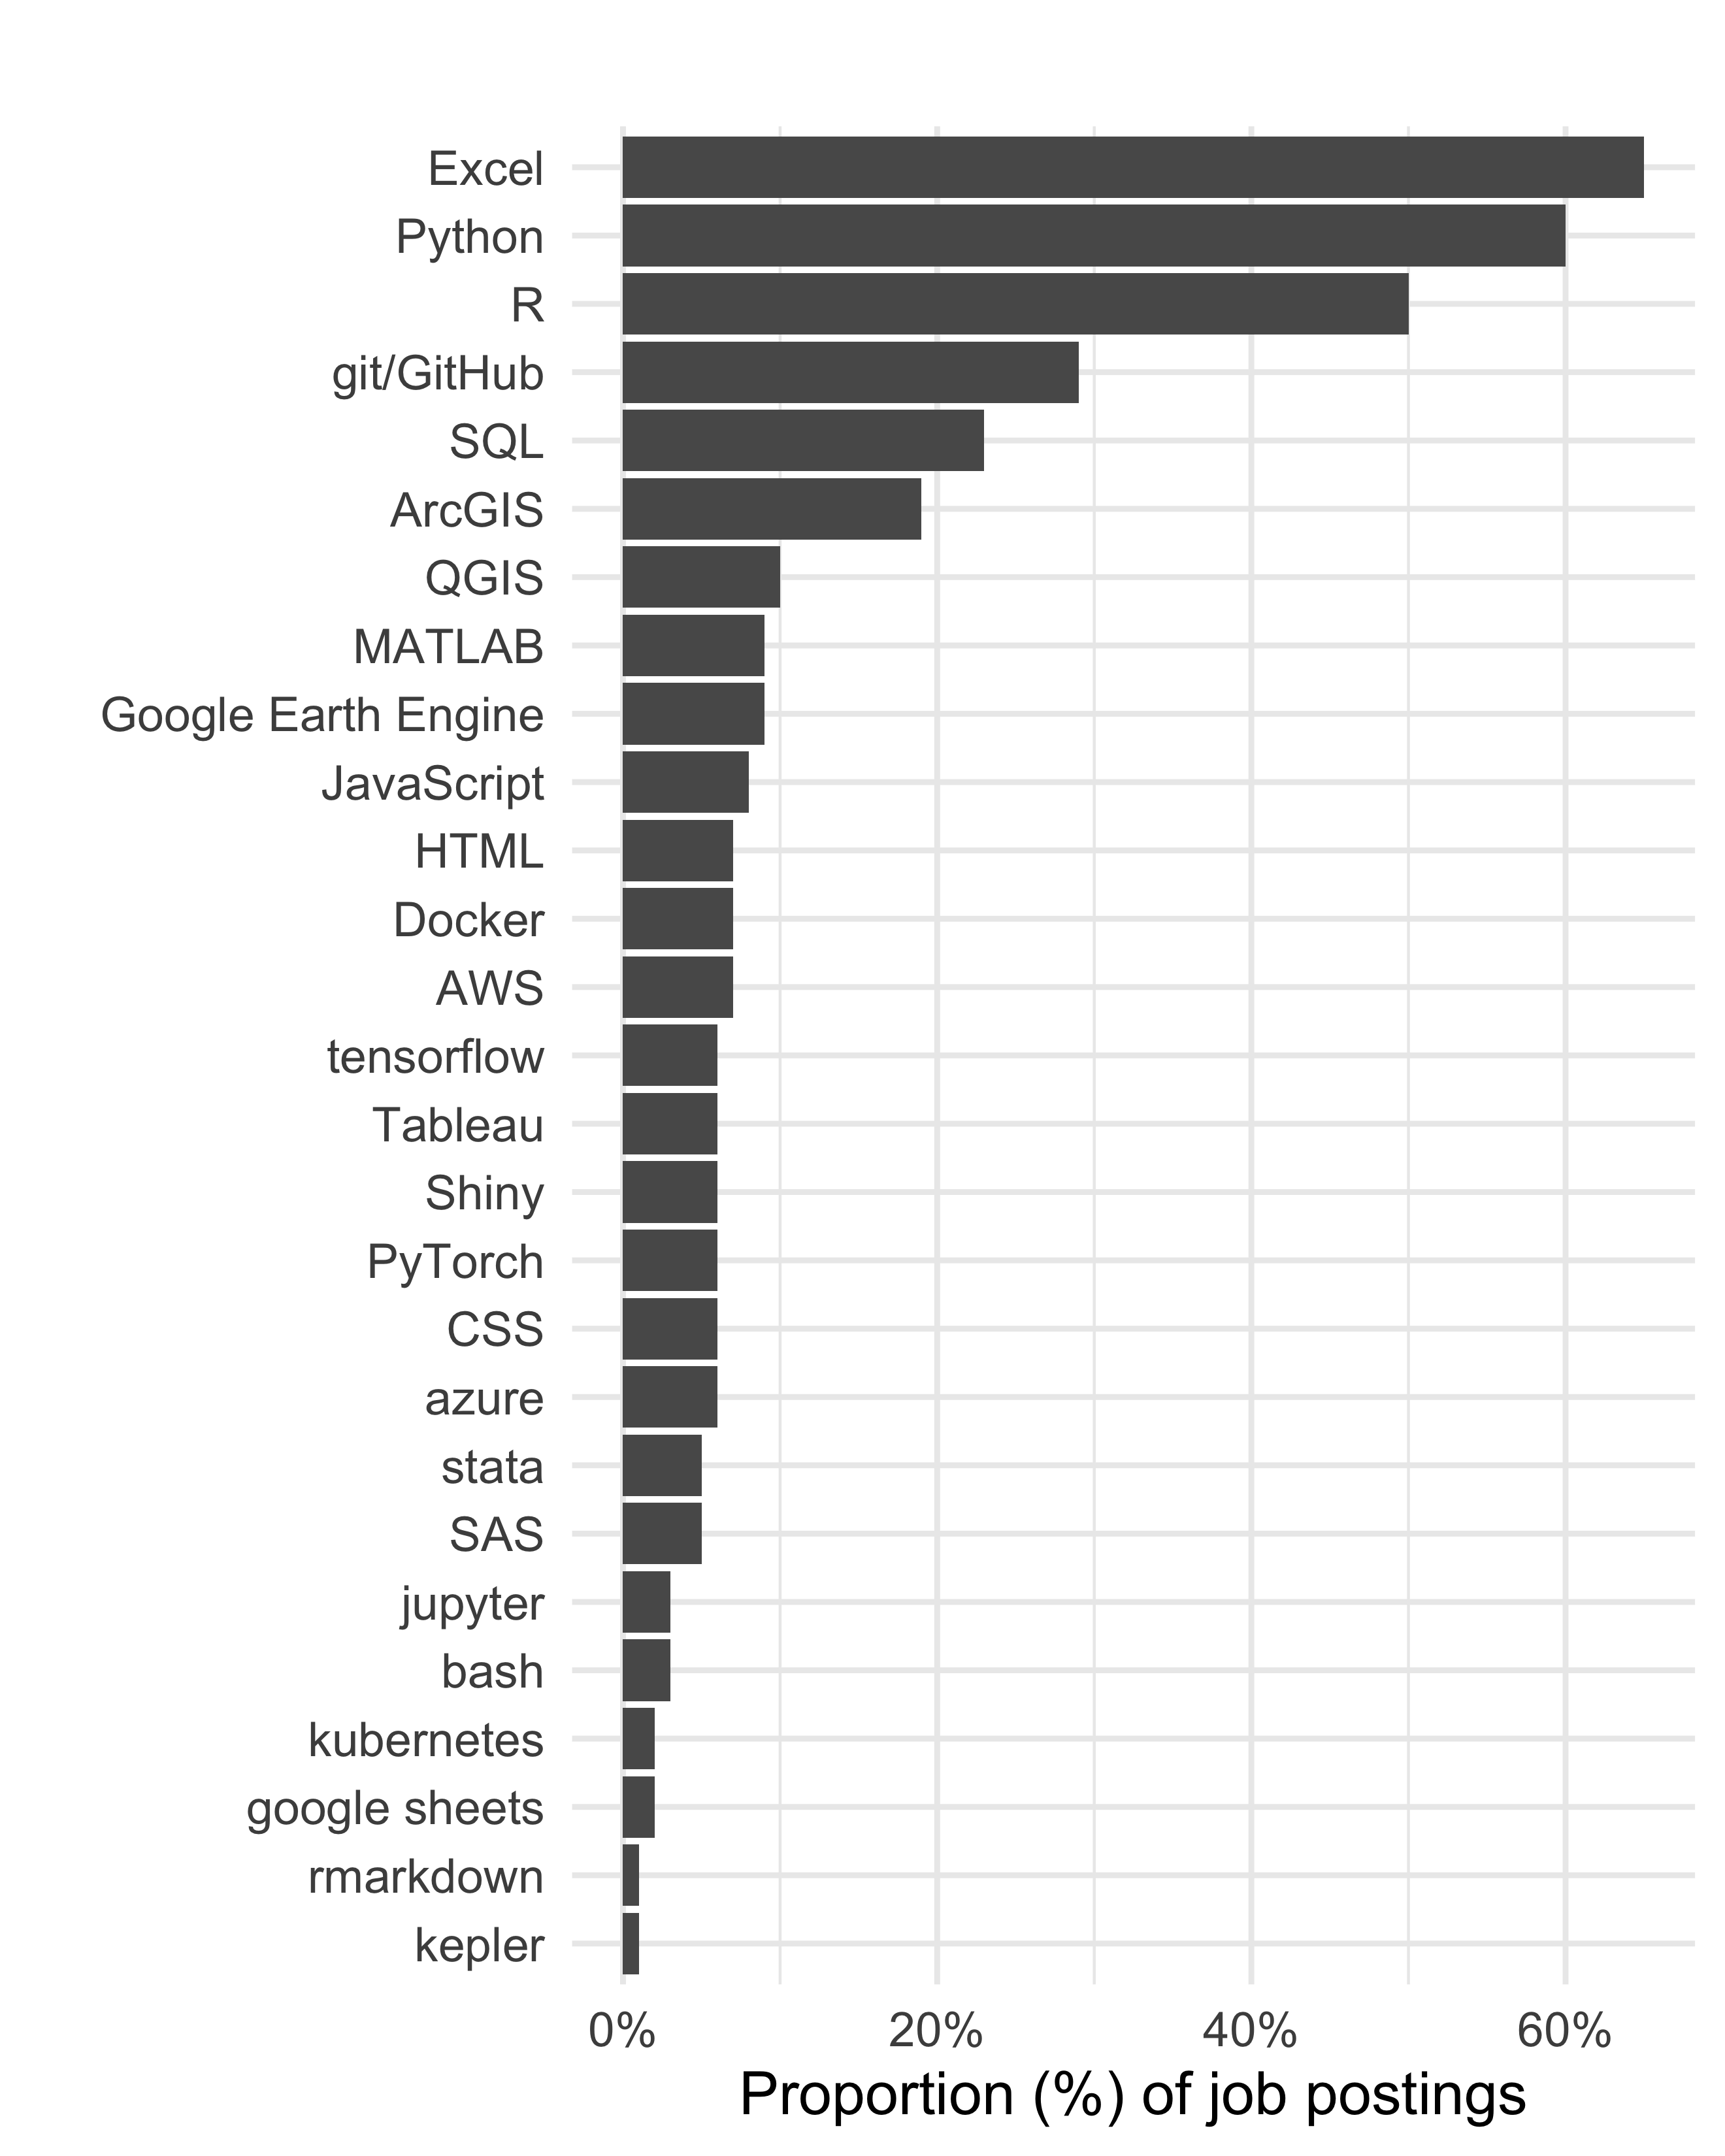 Excel
Python
R
git/GitHub
SQL
ArcGIS
QGIS
MATLAB
Google Earth Engine
JavaScript
HTML
Docker
AWS
tensorflow
Tableau
Shiny
PyTorch
CSS
azure
stata
SAS
jupyter
bash
kubernetes
google sheets
rmarkdown
kepler
0% 20% 40% 60%
Proportion (%) of job postings